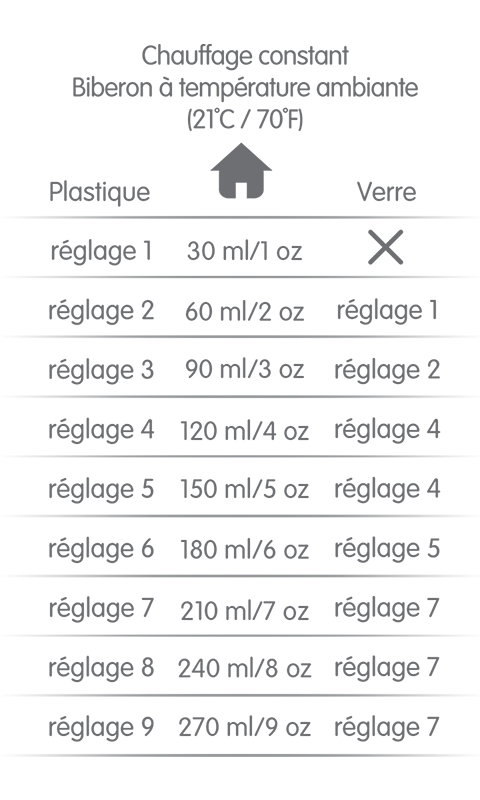 Chauffage constant
Biberon à température ambiante
(21°C / 70°F)
Plastique Verre
réglage 1 30 ml/1 oz
réglage 2 60 ml/2 oz réglage 1
réglage 3 90 ml/3 oz réglage 2
réglage 4 120 ml/4 oz réglage 4
réglage 5 150 ml/5 oz réglage 4
réglage 6 180 ml/6 oz réglage 5
réglage 7 210 ml/7 oz réglage 7
réglage 8 240 ml/8 oz réglage 7
réglage 9 270 ml/9 oz réglage 7